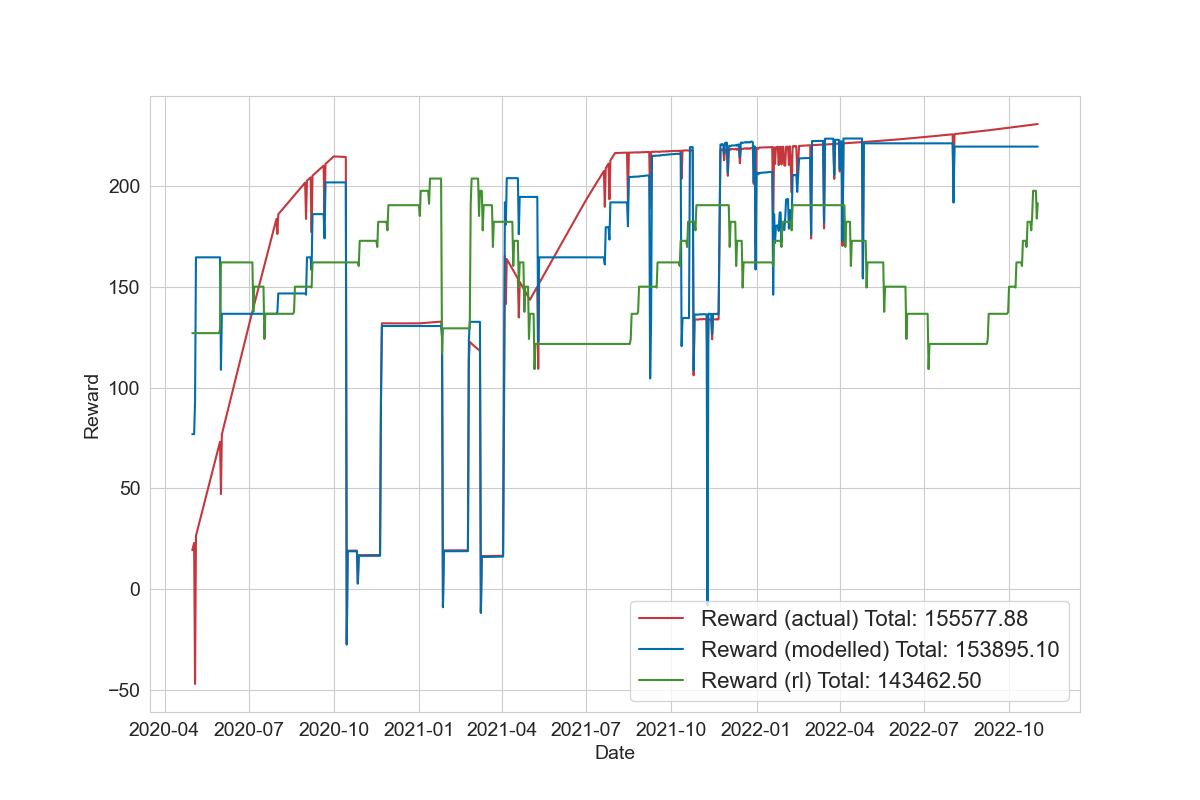 200
150
100
50
0
−50
Reward
2020-04 2020-07 2020-10 2021-01 2021-04 2021-07 2021-10 2022-01 2022-04 2022-07 2022-10
Date
Reward (actual) Total: 155577.88
Reward (modelled) Total: 153895.10
Reward (rl) Total: 143462.50